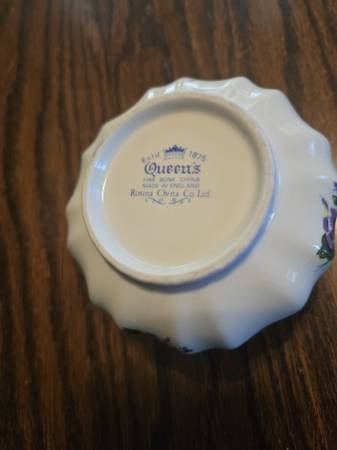 Estd 1875
Queen's
FINE BONE CHINA
MADE IN ENGLAND
Rosina China Co Ltd